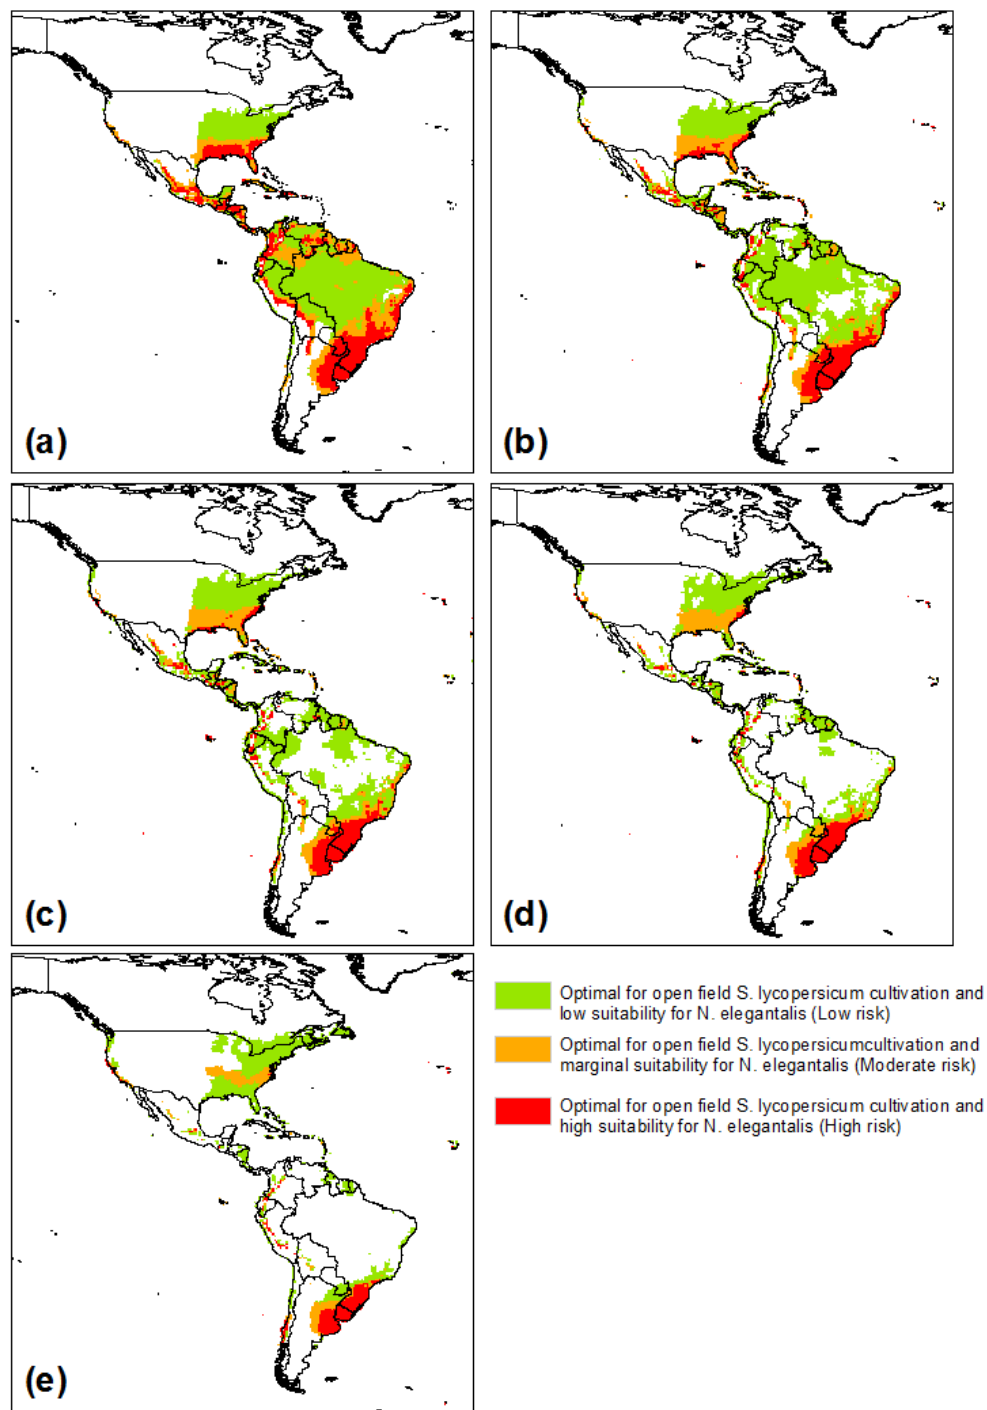 (a)
(b)
(c)
(d)
(e)
Optimal for open field S. lycopersicum cultivation and
low suitability for N. elegantalis (Low risk)
Optimal for open field S. lycopersicumcultivation and
marginal suitability for N. elegantalis (Moderate risk)
Optimal for open field S. lycopersicum cultivation and
high suitability for N. elegantalis (High risk)